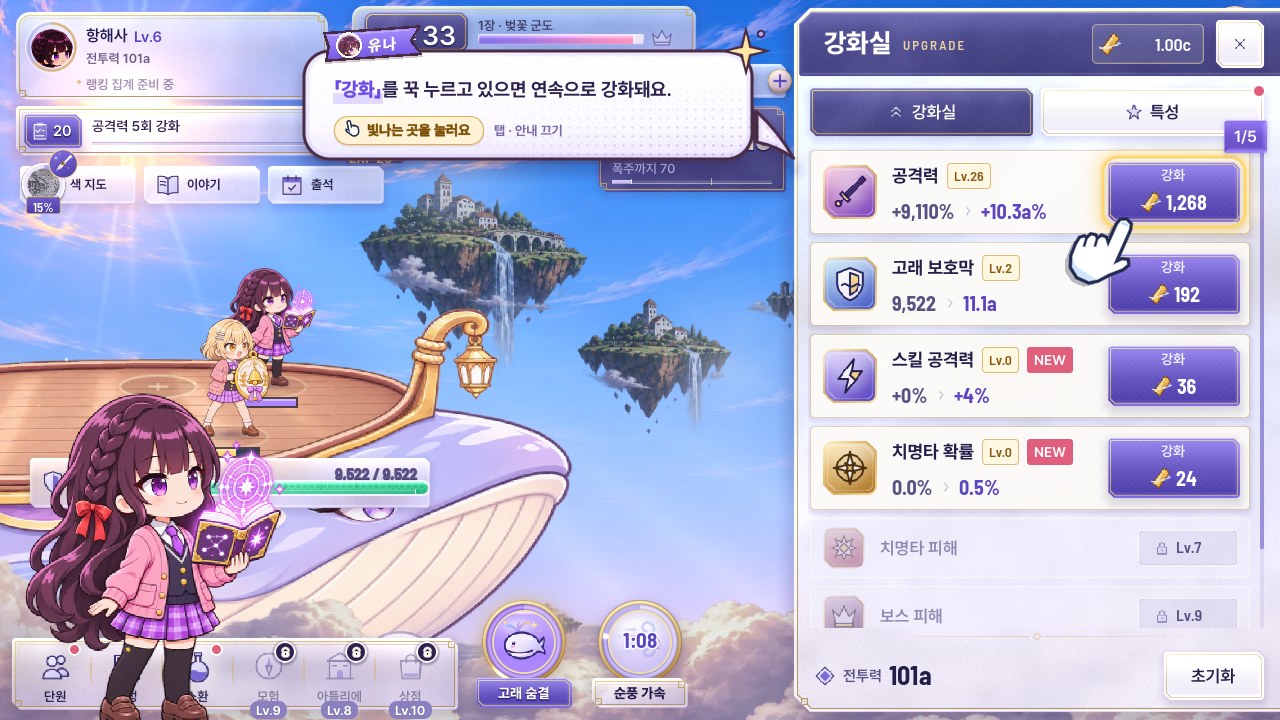 항해사 Lv.6
전투력 101a
랭킹 집계 준비 중
33
1장 · 벚꽃 군도
유나
「강화」를 꾹 누르고 있으면 연속으로 강화돼요.
빛나는 곳을 눌러요
탭 · 안내 끄기
20
공격력 5회 강화
폭주까지 70
색 지도
15%
이야기
출석
9,522 / 9,522
단원
모험
Lv.9
아틀리에
Lv.8
상점
Lv.10
고래 숨결
1:08
순풍 가속
강화실 UPGRADE
1.00c
강화실
특성
1/5
공격력 Lv.26
+9,110% > +10.3a%
강화
1,268
고래 보호막 Lv.2
9,522 > 11.1a
강화
192
스킬 공격력 Lv.0 NEW
+0% > +4%
강화
36
치명타 확률 Lv.0 NEW
0.0% > 0.5%
강화
24
치명타 피해
Lv.7
보스 피해
Lv.9
전투력 101a
초기화